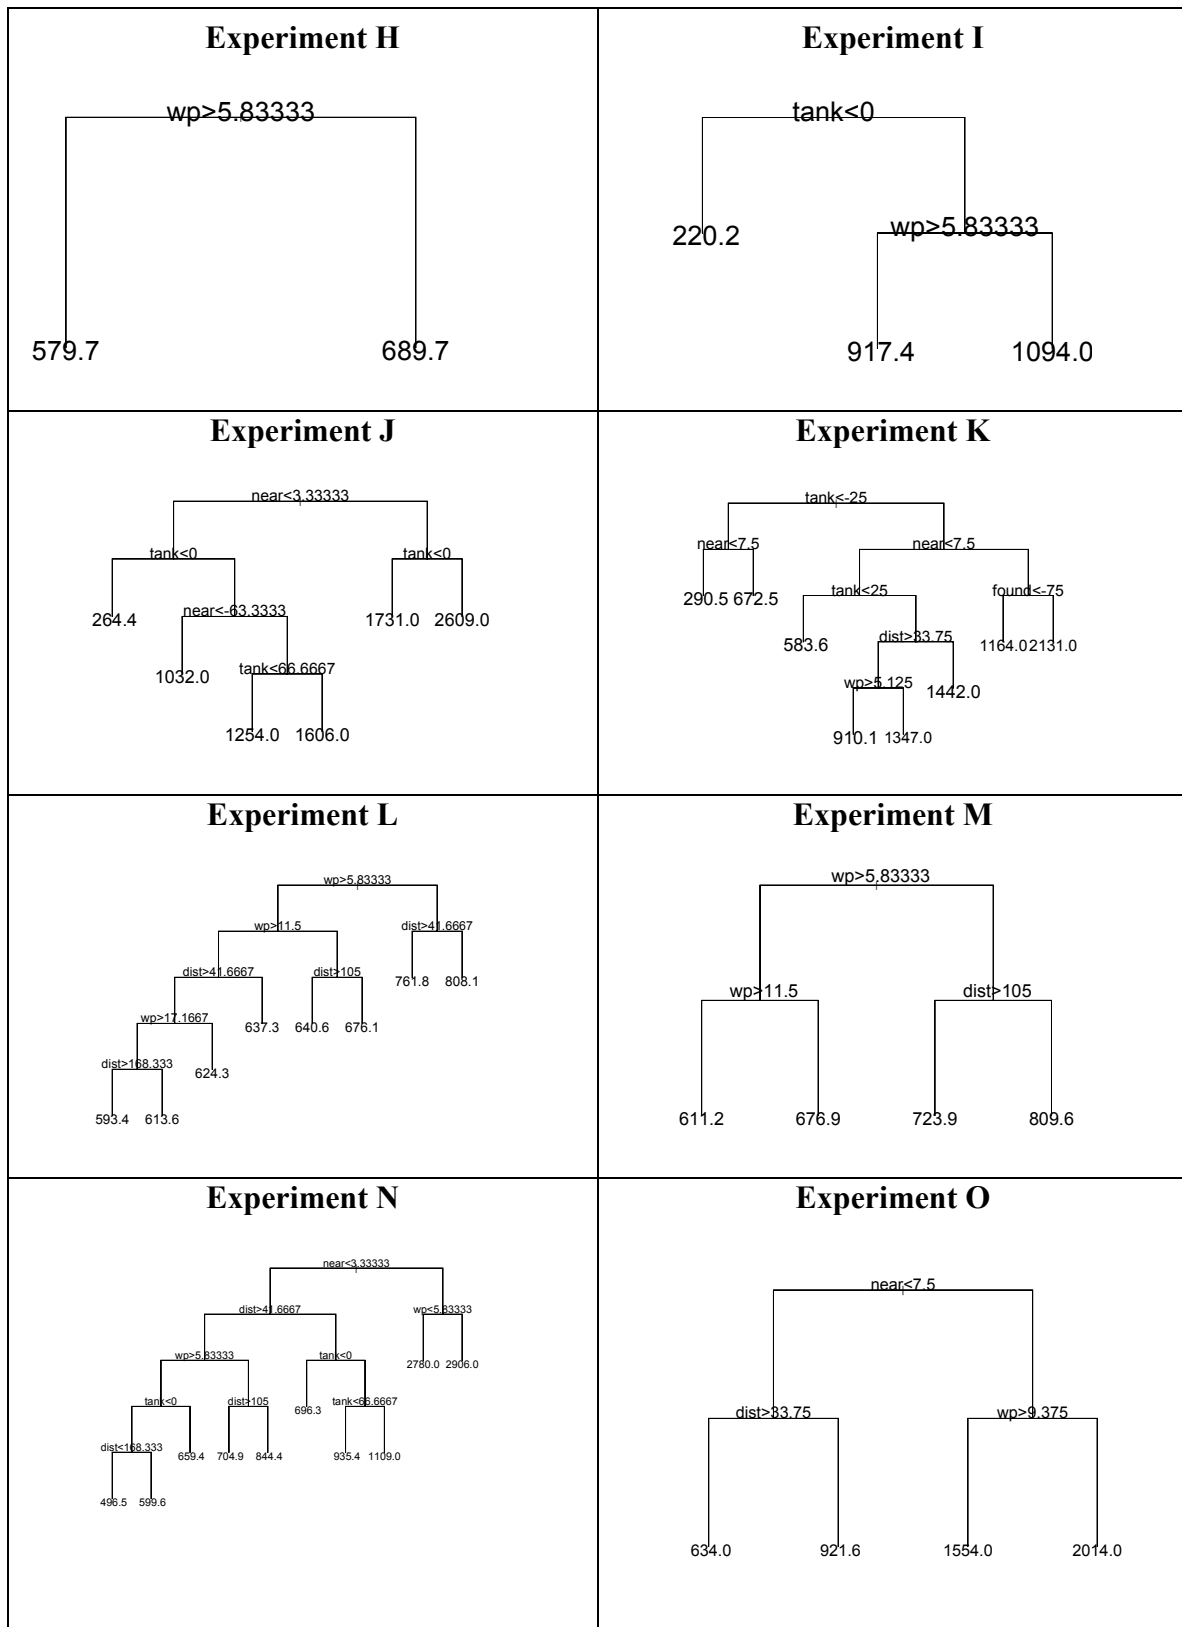 Experiment H
wp>5.83333
579.7 689.7
Experiment I
tank<0
220.2 wp>5.83333
917.4 1094.0
Experiment J
near<3.33333
tank<0 tank<0
264.4 near<-63.3333 1731.0 2609.0
1032.0 tank<66.6667
1254.0 1606.0
Experiment K
tank<-25
near<7.5 near<7.5
290.5 672.5 tank<25 found<-75
583.6 dist>33.75 1164.0 2131.0
wp>5.125 1442.0
910.1 1347.0
Experiment L
wp>5.83333
wp>11.5 dist>41.6667
dist>41.6667 dist>105 761.8 808.1
wp>17.1667 637.3 640.6 676.1
dist>168.333 624.3
593.4 613.6
Experiment M
wp>5.83333
wp>11.5 dist>105
611.2 676.9 723.9 809.6
Experiment N
near<3.33333
dist>41.6667 wp<5.83333
wp>5.83333 tank<0 2780.0 2906.0
tank<0 dist>105 696.3 tank<66.6667
dist<168.333 659.4 704.9 844.4 935.4 1109.0
496.5 599.6
Experiment O
near<7.5
dist>33.75 wp>9.375
634.0 921.6 1554.0 2014.0